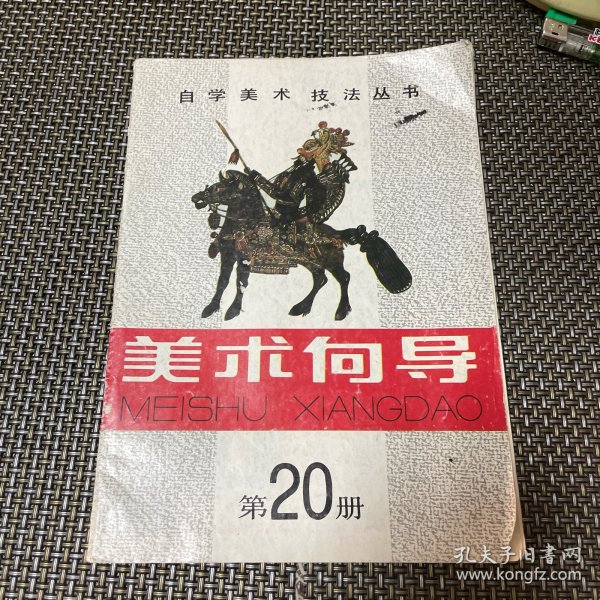 自学美术技法丛书
美术向导
MEISHU XIANGDAO
第20册
孔夫子旧书网
www.kongfz.com